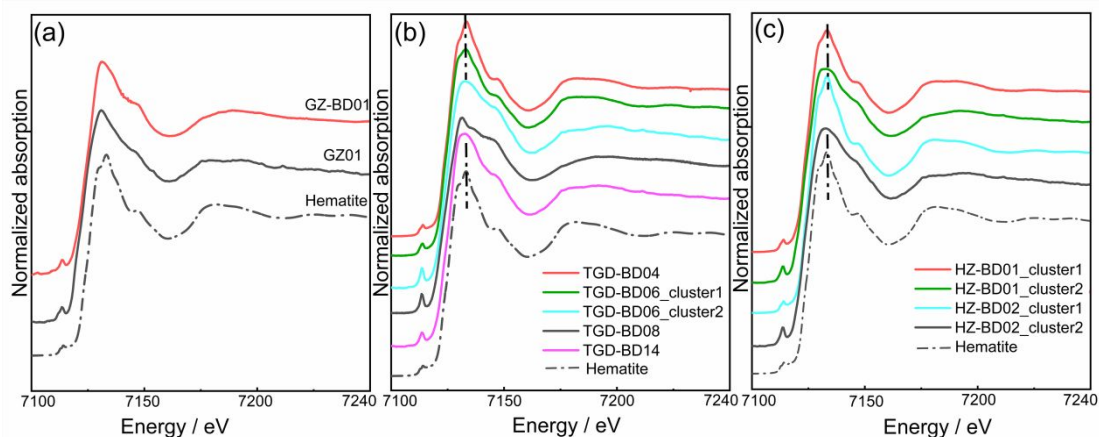 (a)
Normalized absorption
GZ-BD01
GZ01
Hematite
7100 7150 7200 7240
Energy / eV
(b)
Normalized absorption
TGD-BD04
TGD-BD06_cluster1
TGD-BD06_cluster2
TGD-BD08
TGD-BD14
Hematite
7100 7150 7200 7240
Energy / eV
(c)
Normalized absorption
HZ-BD01_cluster1
HZ-BD01_cluster2
HZ-BD02_cluster1
HZ-BD02_cluster2
Hematite
7100 7150 7200 7240
Energy / eV